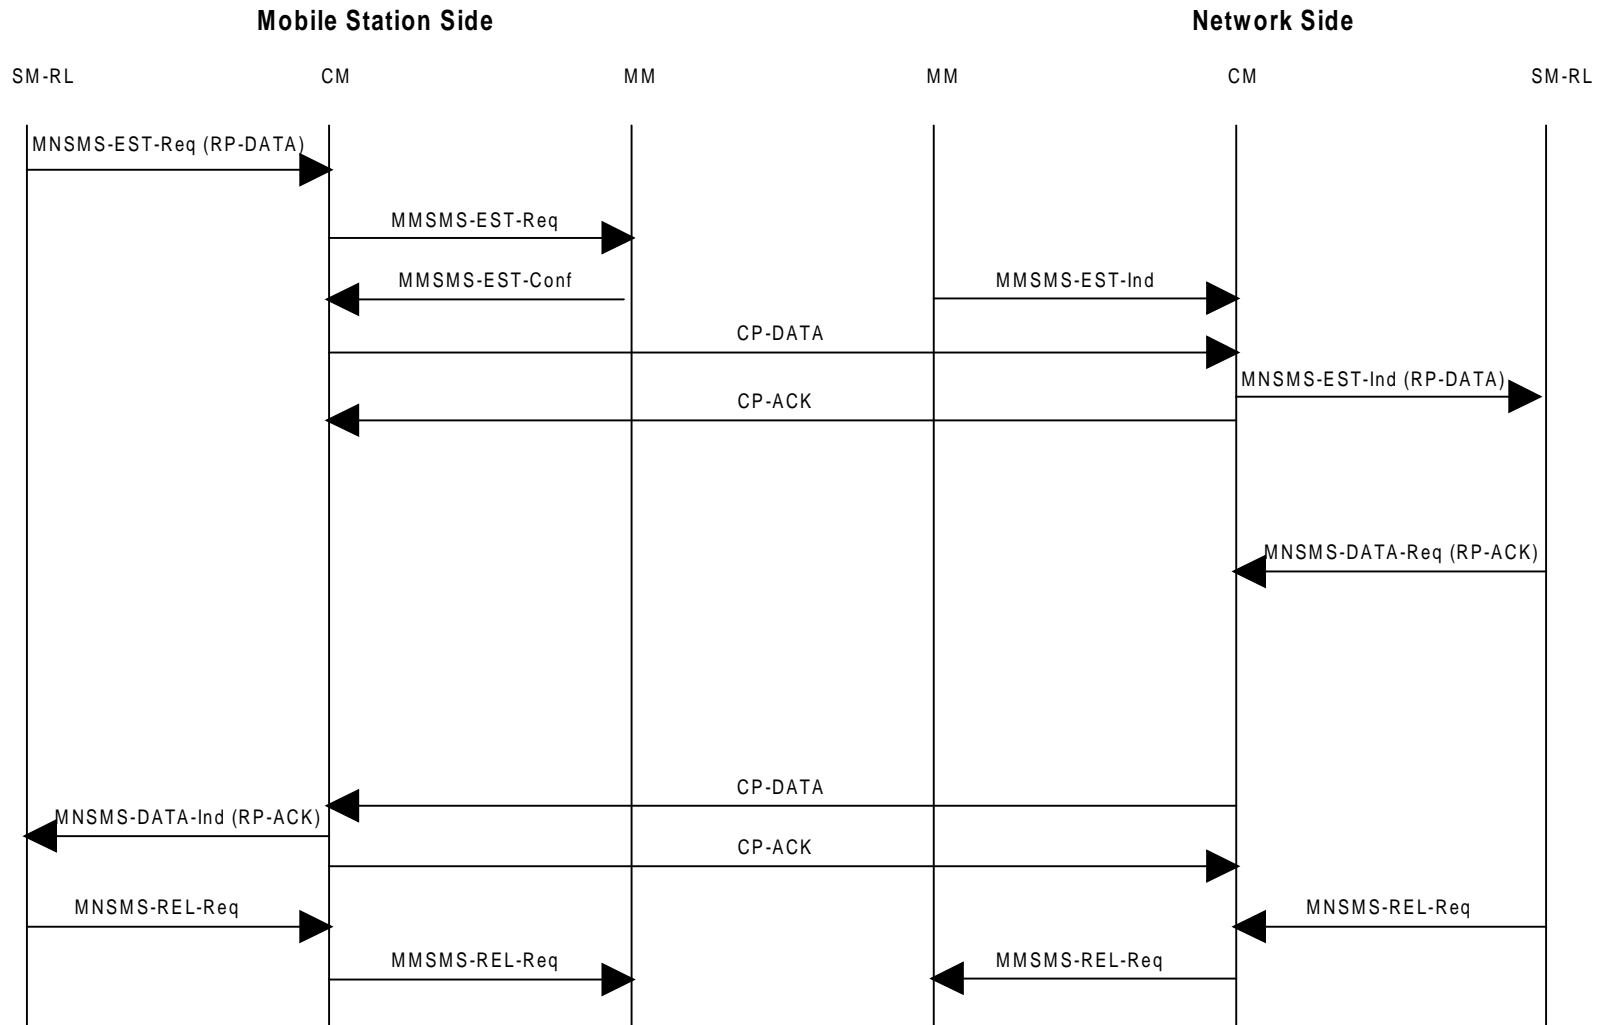 Mobile Station Side
Network Side
SM-RL
CM
MM
MM
CM
SM-RL
MNSMS-EST-Req (RP-DATA)
MMSMS-EST-Req
MMSMS-EST-Conf
MMSMS-EST-Ind
CP-DATA
MNSMS-EST-Ind (RP-DATA)
CP-ACK
MNSMS-DATA-Req (RP-ACK)
CP-DATA
MNSMS-DATA-Ind (RP-ACK)
CP-ACK
MNSMS-REL-Req
MNSMS-REL-Req
MMSMS-REL-Req
MMSMS-REL-Req